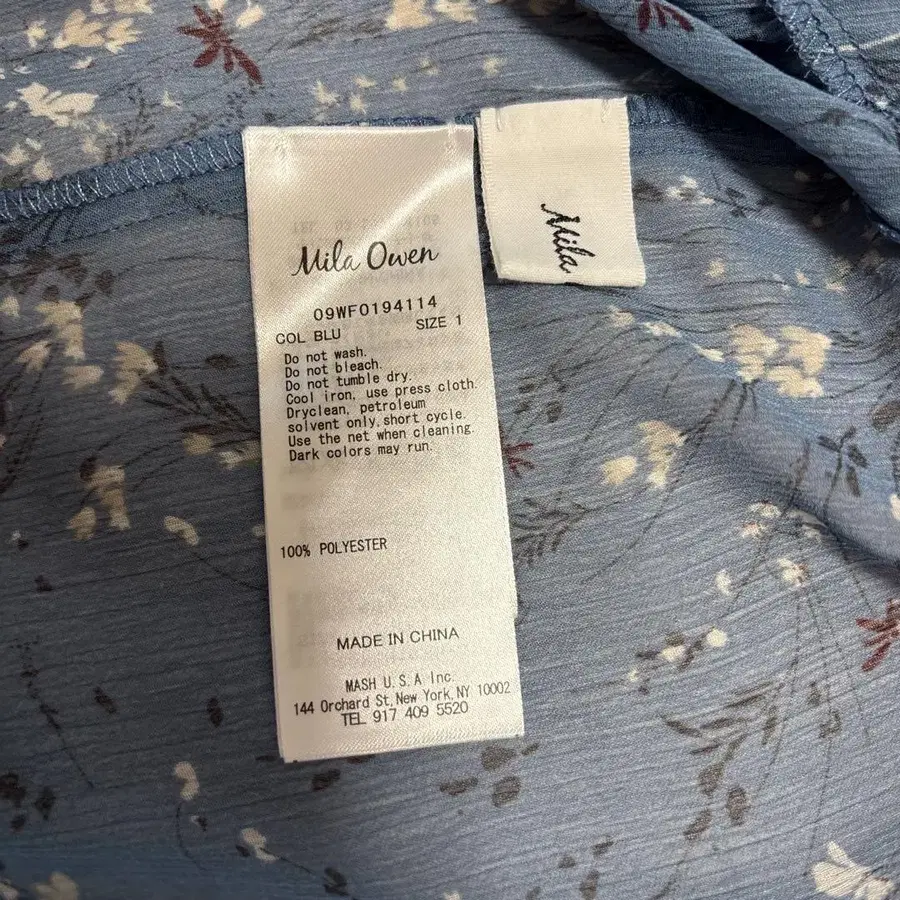 Mila Owen
09WF0194114
COL BLU SIZE 1
Do not wash.
Do not bleach.
Do not tumble dry.
Cool iron, use press cloth.
Dryclean, petroleum
solvent only, short cycle.
Use the net when cleaning.
Dark colors may run.
100% POLYESTER
MADE IN CHINA
MASH U.S.A Inc.
144 Orchard St, New York, NY 10002
TEL 917 409 5520
Mila